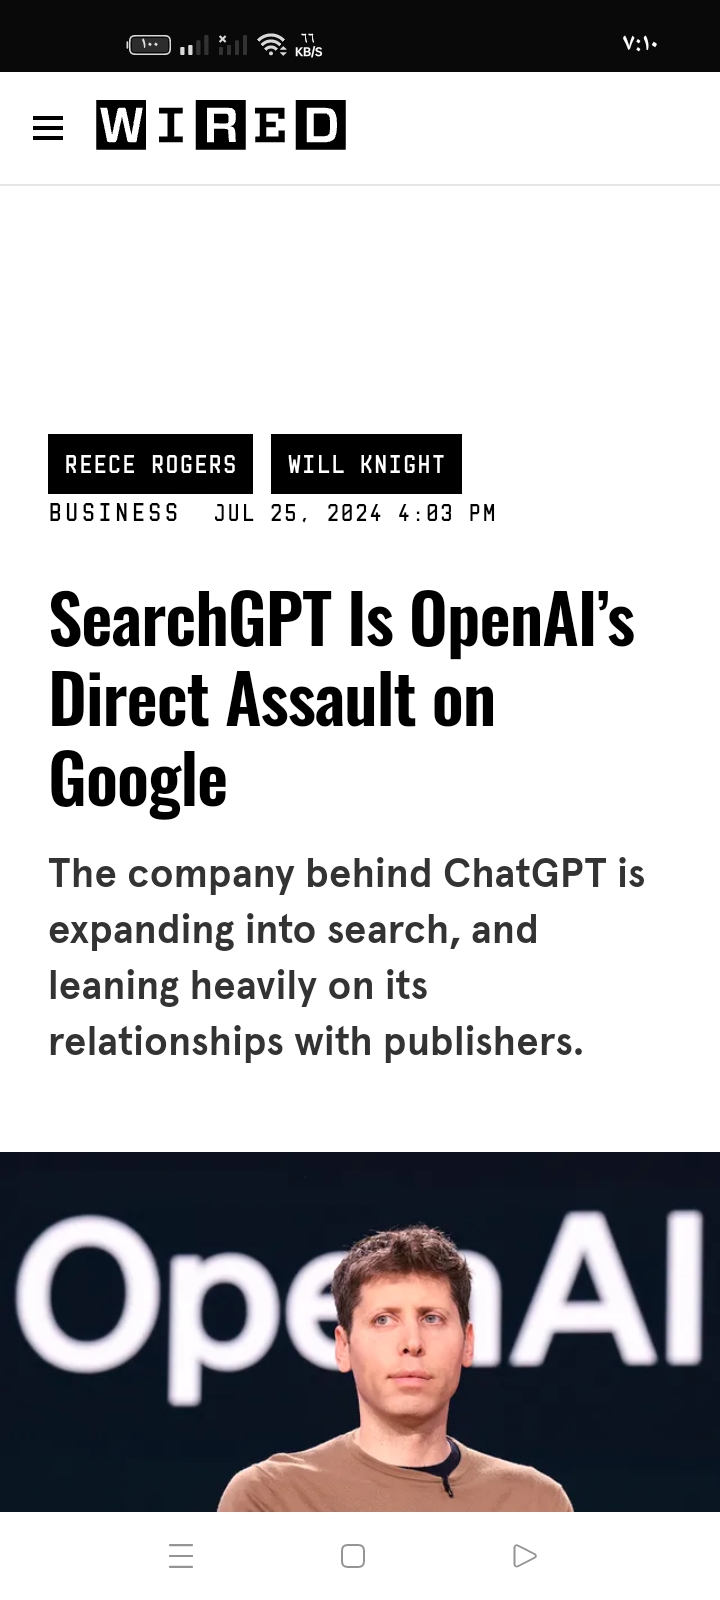 ١٠٠
٦٦
KB/S
٧:١٠
WIRED
REECE ROGERS WILL KNIGHT
BUSINESS JUL 25, 2024 4:03 PM
SearchGPT Is OpenAI’s
Direct Assault on
Google
The company behind ChatGPT is
expanding into search, and
leaning heavily on its
relationships with publishers.
OpenAI